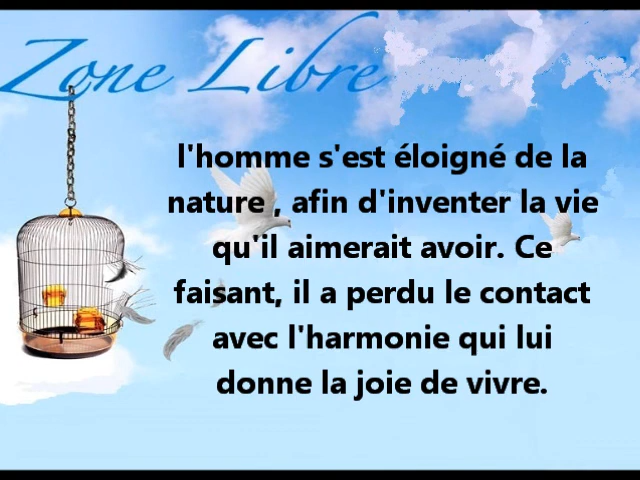 Zone Libre
l'homme s'est éloigné de la
nature , afin d'inventer la vie
qu'il aimerait avoir. Ce
faisant, il a perdu le contact
avec l'harmonie qui lui
donne la joie de vivre.